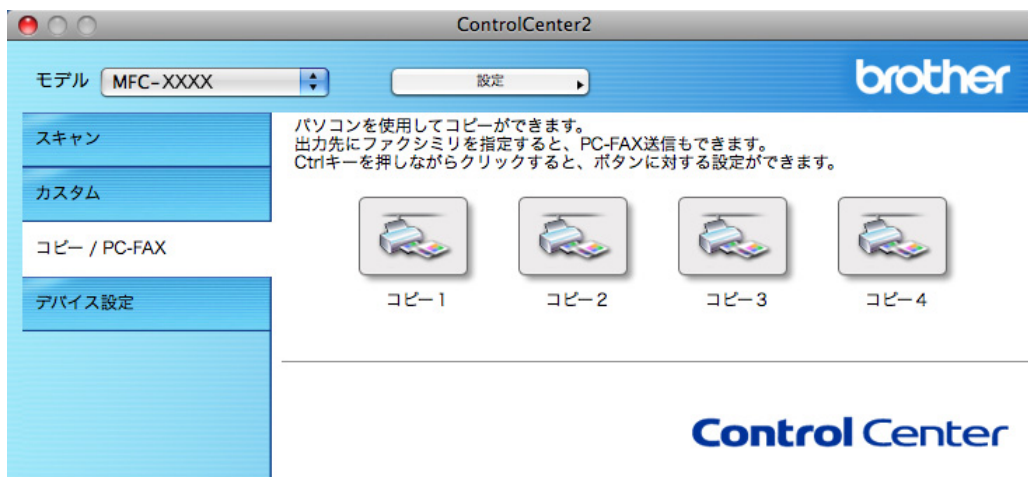 ControlCenter2
モデル MFC-XXXX 設定 brother
スキャン
カスタム
コピー / PC-FAX
デバイス設定
パソコンを使用してコピーができます。
出力先にファクシミリを指定すると、PC-FAX送信もできます。
Ctrlキーを押しながらクリックすると、ボタンに対する設定ができます。
コピー1 コピー2 コピー3 コピー4
Control Center